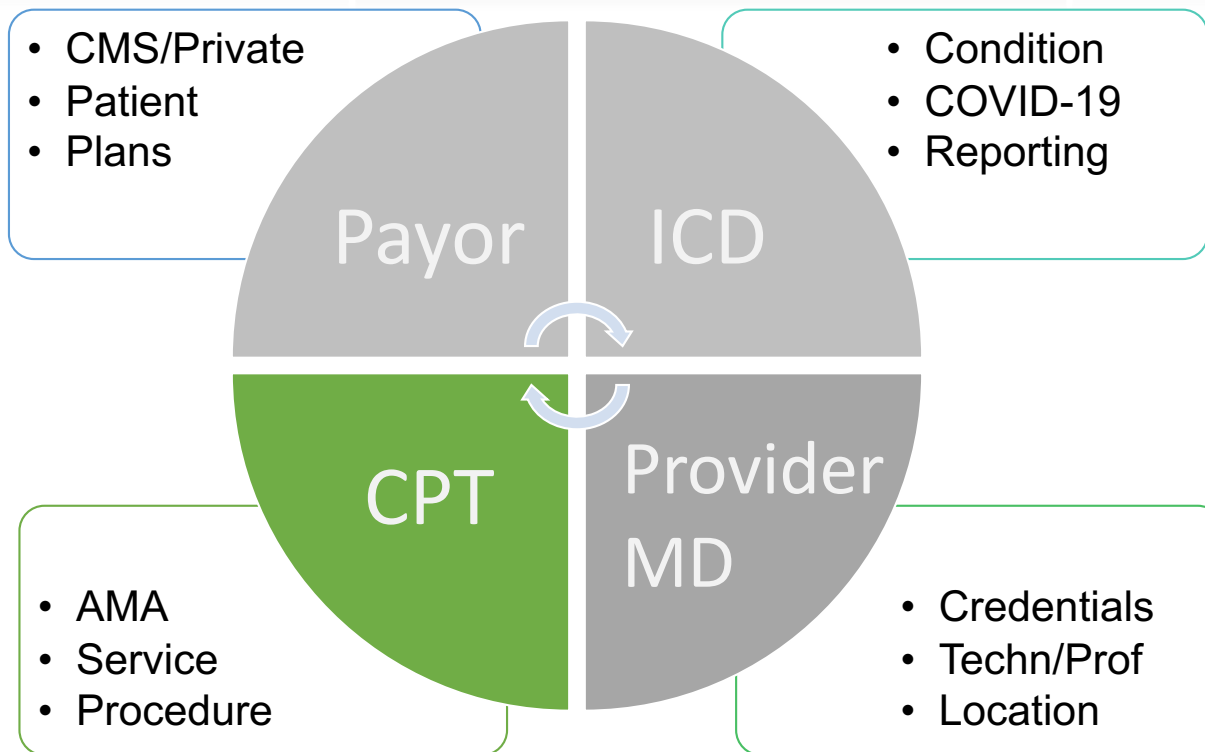 • CMS/Private
• Patient
• Plans
• Condition
• COVID-19
• Reporting
Payor
ICD
CPT
Provider
MD
• AMA
• Service
• Procedure
• Credentials
• Techn/Prof
• Location